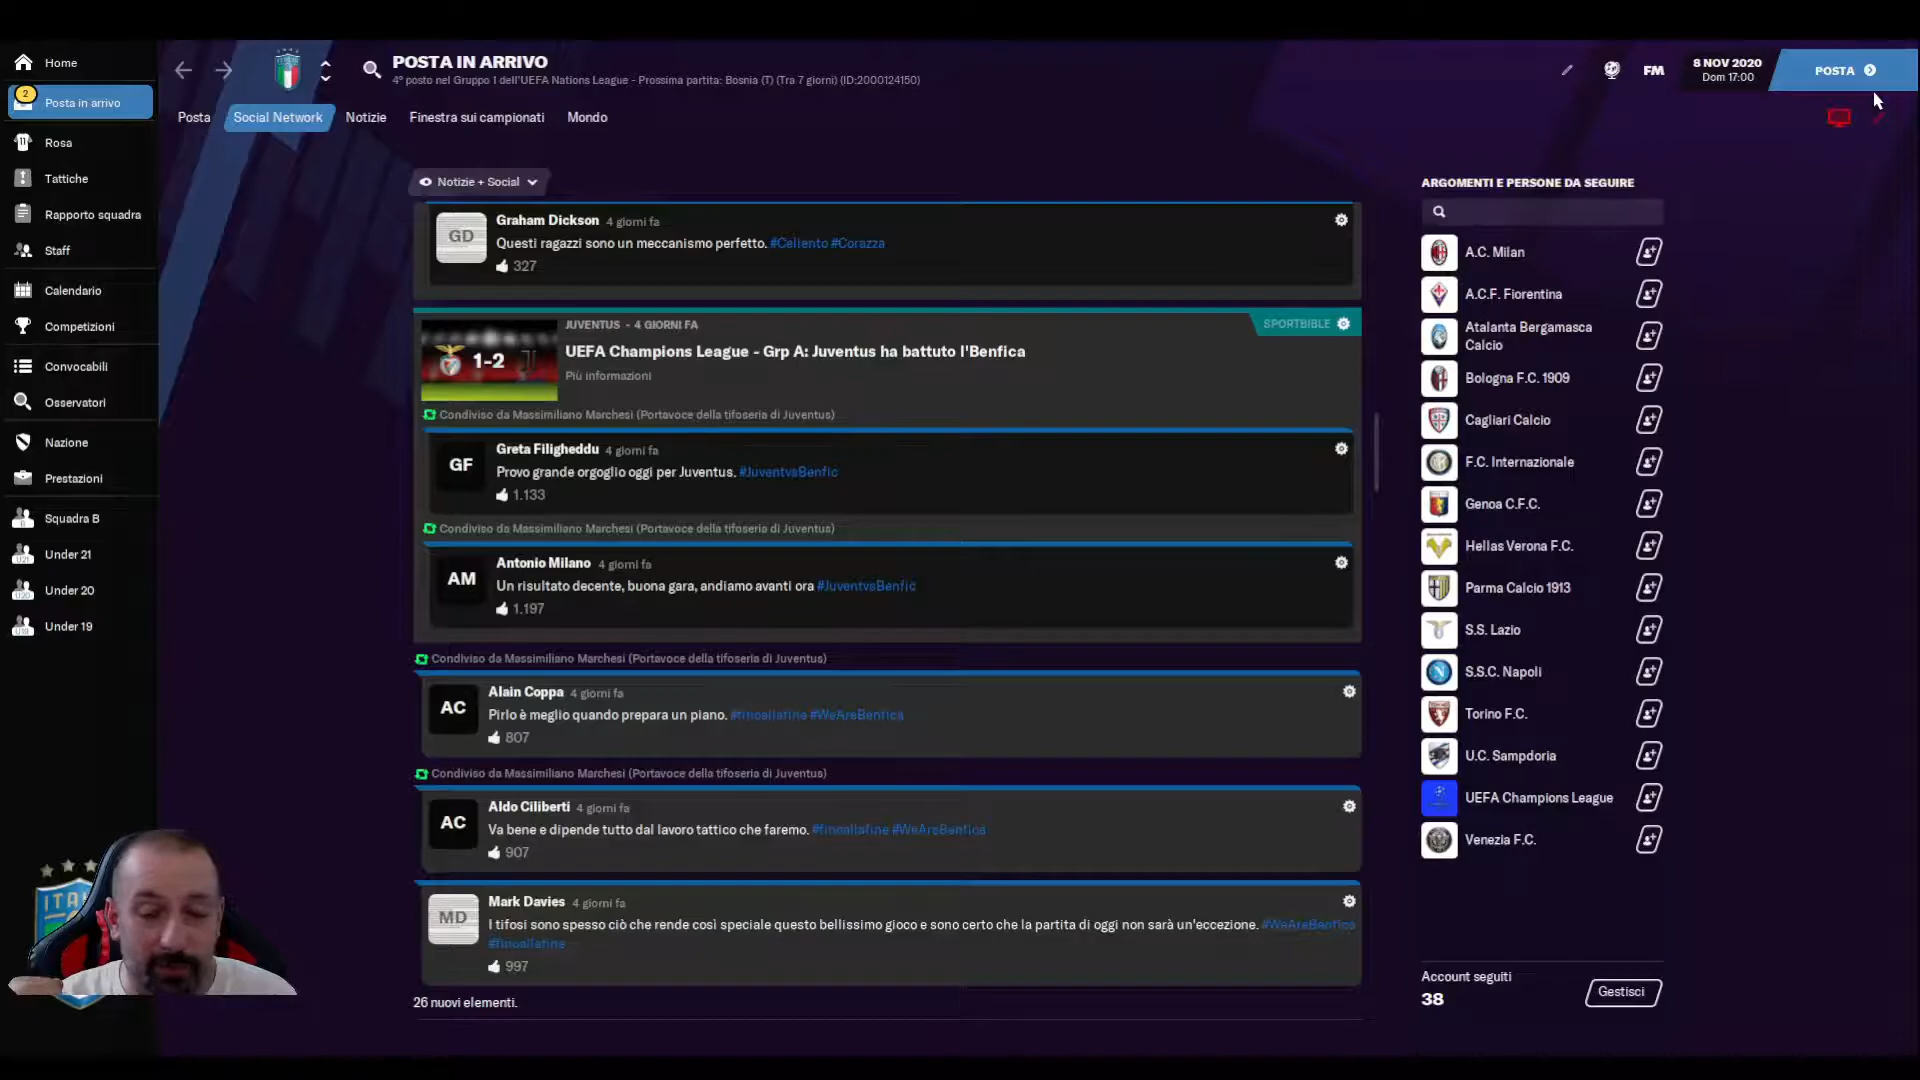 Home
2
Posta in arrivo
Rosa
Tattiche
Rapporto squadra
Staff
Calendario
Competizioni
Convocabili
Osservatori
Nazione
Prestazioni
Squadra B
Under 21
Under 20
Under 19
POSTA IN ARRIVO
4° posto nel Gruppo 1 dell'UEFA Nations League - Prossima partita: Bosnia (T) (Tra 7 giorni) (ID:2000124150)
FM
8 NOV 2020
Dom 17:00
POSTA
Posta
Social Network
Notizie
Finestra sui campionati
Mondo
Notizie + Social
GD
Graham Dickson 4 giorni fa
Questi ragazzi sono un meccanismo perfetto. #Celiento #Corazza
327
JUVENTUS - 4 GIORNI FA
SPORTBIBLE
1-2
UEFA Champions League - Grp A: Juventus ha battuto l'Benfica
Più informazioni
Condiviso da Massimiliano Marchesi (Portavoce della tifoseria di Juventus)
GF
Greta Filigheddu 4 giorni fa
Provo grande orgoglio oggi per Juventus. #JuventvsBenfic
1.133
Condiviso da Massimiliano Marchesi (Portavoce della tifoseria di Juventus)
AM
Antonio Milano 4 giorni fa
Un risultato decente, buona gara, andiamo avanti ora #JuventvsBenfic
1.197
Condiviso da Massimiliano Marchesi (Portavoce della tifoseria di Juventus)
AC
Alain Coppa 4 giorni fa
Pirlo è meglio quando prepara un piano. #finoallafine #WeAreBenfica
807
Condiviso da Massimiliano Marchesi (Portavoce della tifoseria di Juventus)
AC
Aldo Ciliberti 4 giorni fa
Va bene e dipende tutto dal lavoro tattico che faremo. #finoallafine #WeAreBenfica
907
MD
Mark Davies 4 giorni fa
I tifosi sono spesso ciò che rende così speciale questo bellissimo gioco e sono certo che la partita di oggi non sarà un'eccezione. #WeAreBenfica
#finoallafine
997
26 nuovi elementi.
ARGOMENTI E PERSONE DA SEGUIRE
A.C. Milan
A.C.F. Fiorentina
Atalanta Bergamasca
Calcio
Bologna F.C. 1909
Cagliari Calcio
F.C. Internazionale
Genoa C.F.C.
Hellas Verona F.C.
Parma Calcio 1913
S.S. Lazio
S.S.C. Napoli
Torino F.C.
U.C. Sampdoria
UEFA Champions League
Venezia F.C.
Account seguiti
38
Gestisci